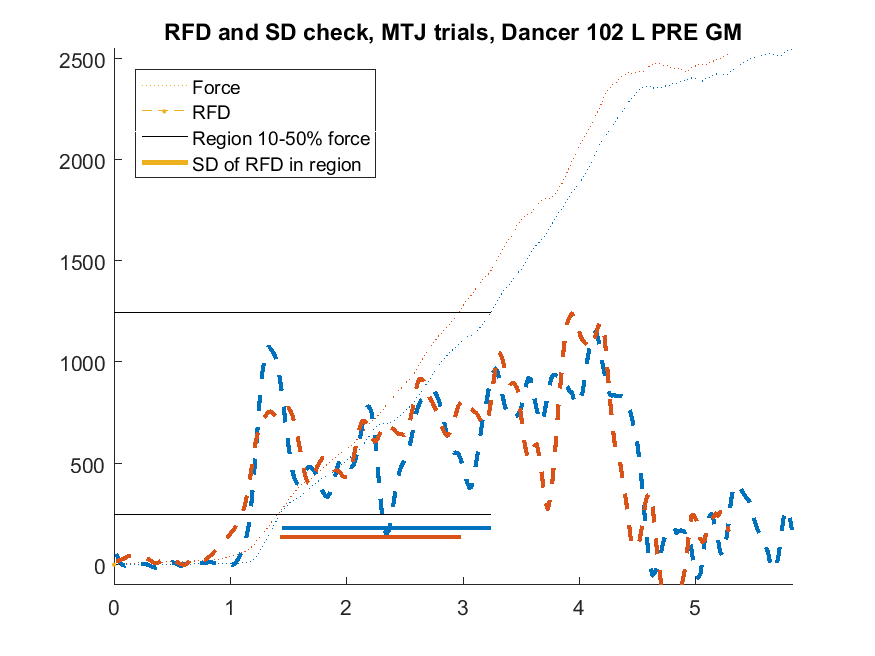 RFD and SD check, MTJ trials, Dancer 102 L PRE GM
2500
Force
RFD
Region 10-50% force
SD of RFD in region
2000
1500
1000
500
0
0 1 2 3 4 5